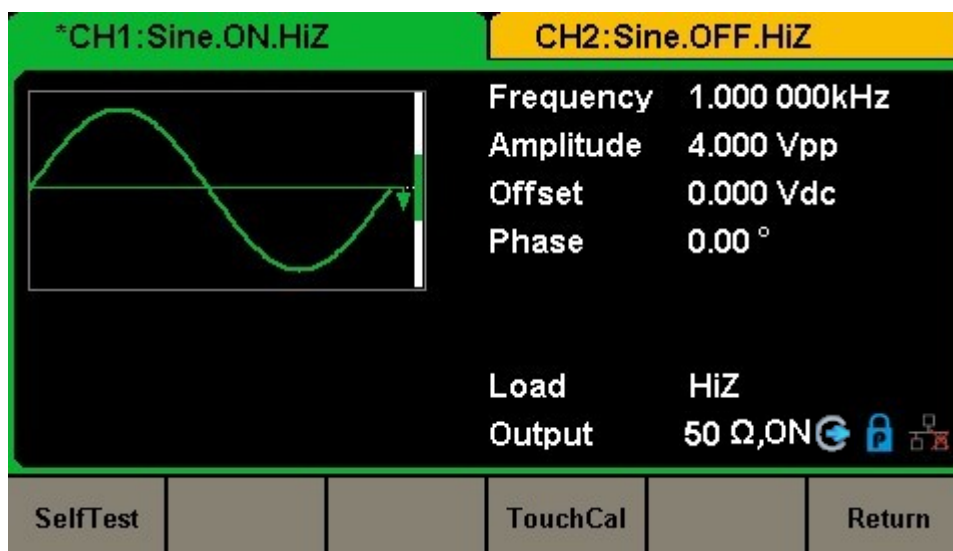 *CH1:Sine.ON.HiZ
CH2:Sine.OFF.HiZ
Frequency 1.000 000kHz
Amplitude 4.000 Vpp
Offset 0.000 Vdc
Phase 0.00 °
Load HiZ
Output 50 Ω,ON P
SelfTest TouchCal Return